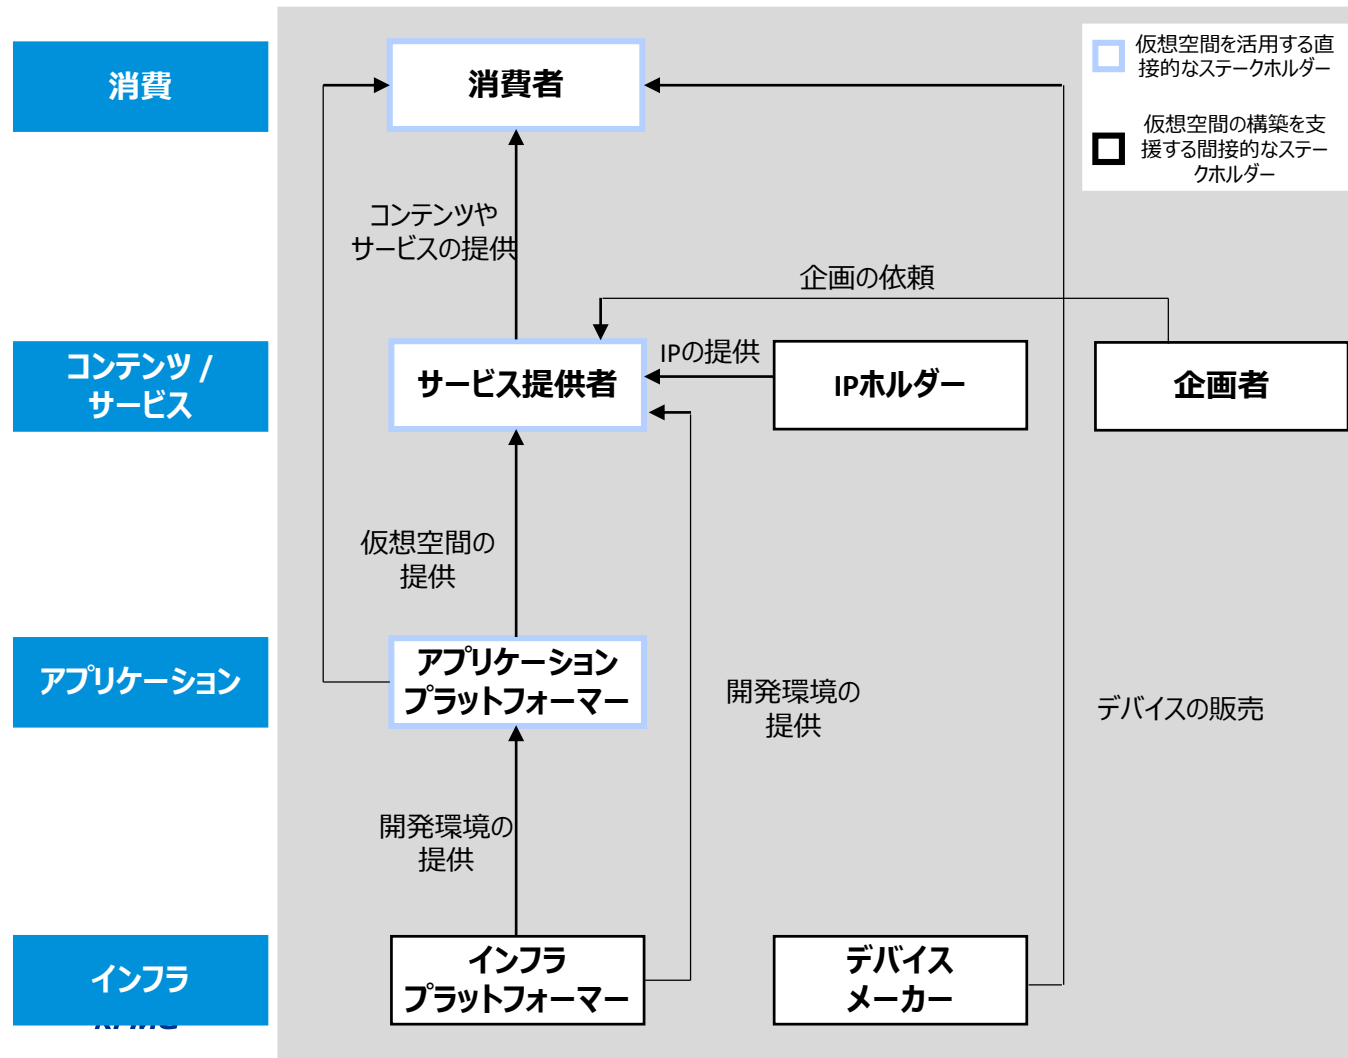 消費
消費者
仮想空間を活用する直
接的なステークホルダー
仮想空間の構築を支
援する間接的なステー
クホルダー
コンテンツや
サービスの提供
企画の依頼
コンテンツ /
サービス
サービス提供者
IPの提供
IPホルダー
企画者
仮想空間の
提供
アプリケーション
アプリケーション
プラットフォーマー
開発環境の
提供
デバイスの販売
開発環境の
提供
インフラ
インフラ
プラットフォーマー
デバイス
メーカー